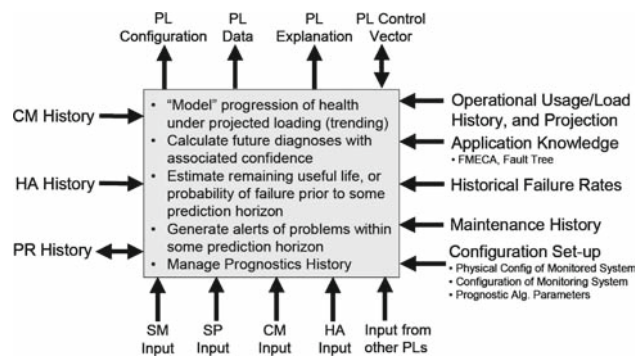 PL Configuration
PL Data
PL Explanation
PL Control Vector
CM History
HA History
PR History
• “Model” progression of health
under projected loading (trending)
• Calculate future diagnoses with
associated confidence
• Estimate remaining useful life, or
probability of failure prior to some
prediction horizon
• Generate alerts of problems within
some prediction horizon
• Manage Prognostics History
Operational Usage/Load
History, and Projection
Application Knowledge
• FMECA, Fault Tree
Historical Failure Rates
Maintenance History
Configuration Set-up
• Physical Config of Monitored System
• Configuration of Monitoring System
• Prognostic Alg. Parameters
SM Input
SP Input
CM Input
HA Input
Input from other PLs